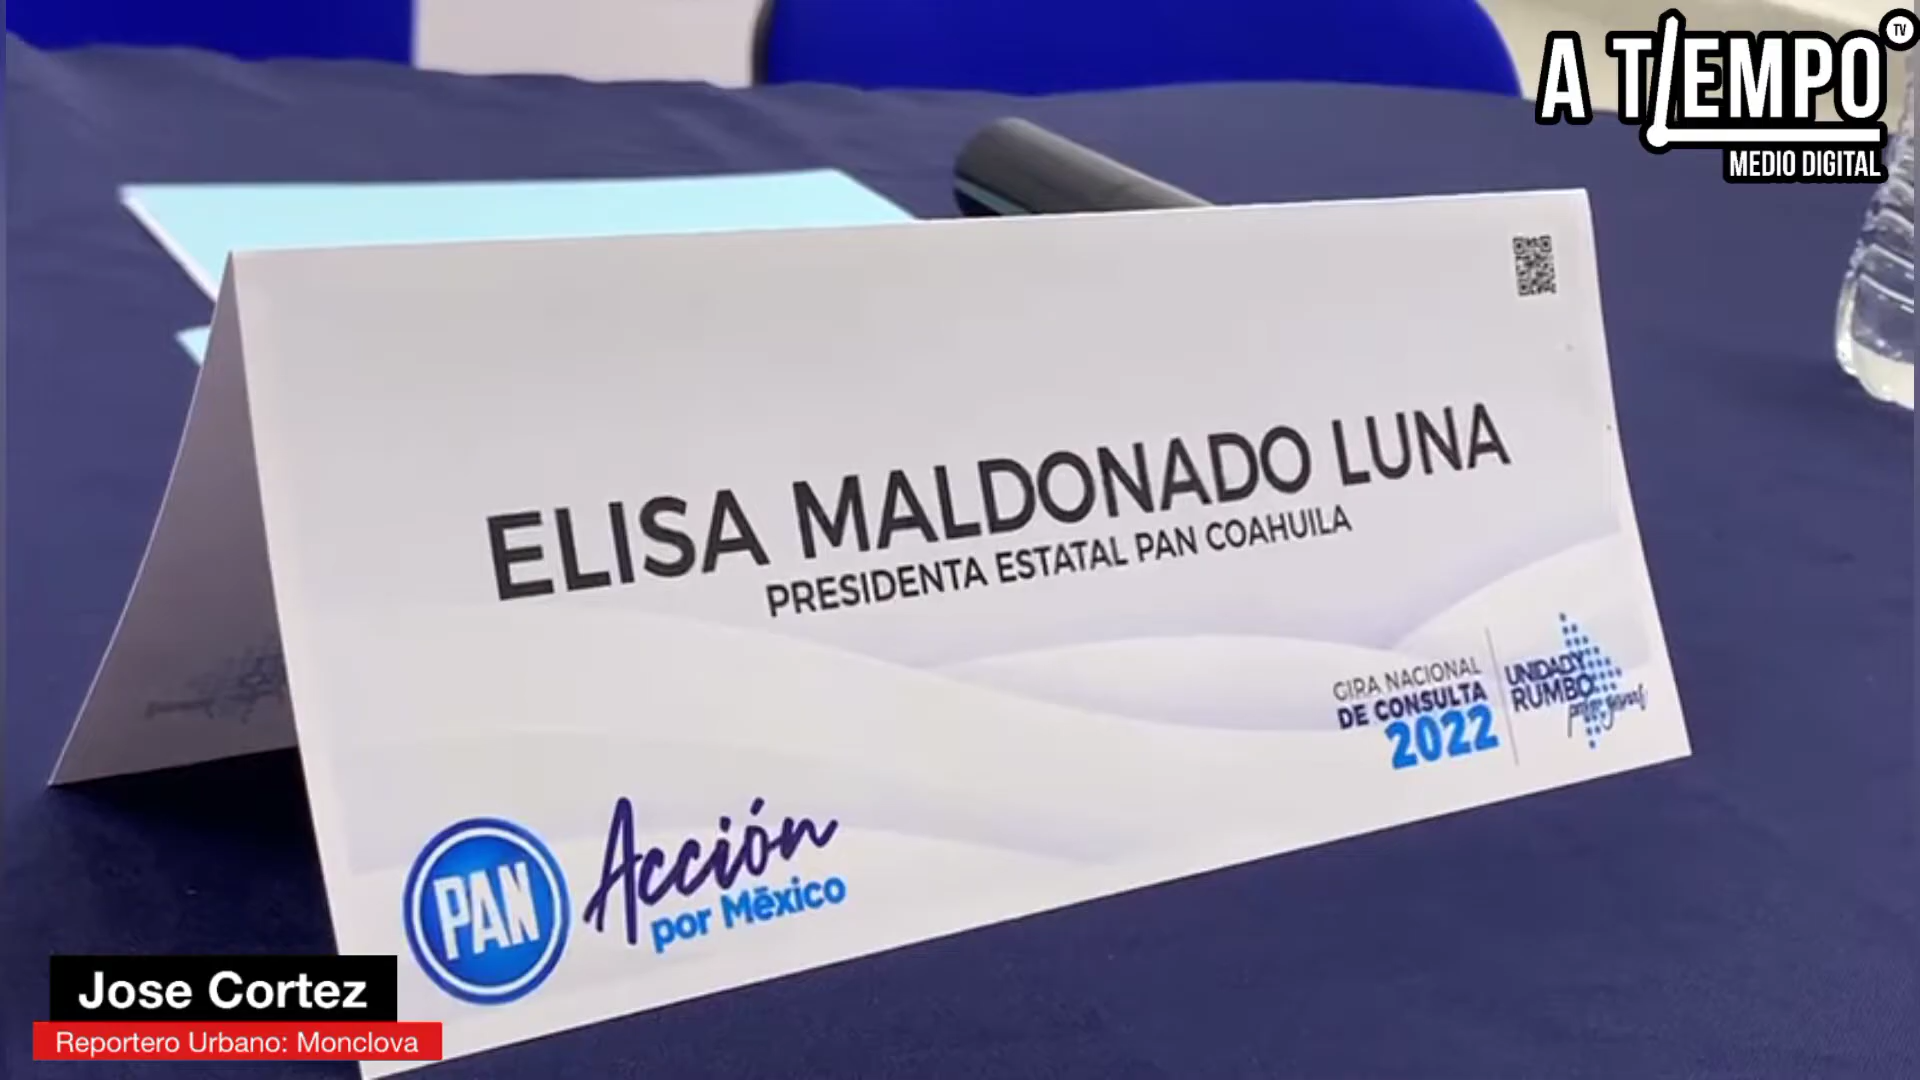 A TIEMPO TV
MEDIO DIGITAL
ELISA MALDONADO LUNA
PRESIDENTA ESTATAL PAN COAHUILA
GIRA NACIONAL
DE CONSULTA
2022
UNIDAD Y
RUMBO
PAN
Acción
por México
Jose Cortez
Reportero Urbano: Monclova